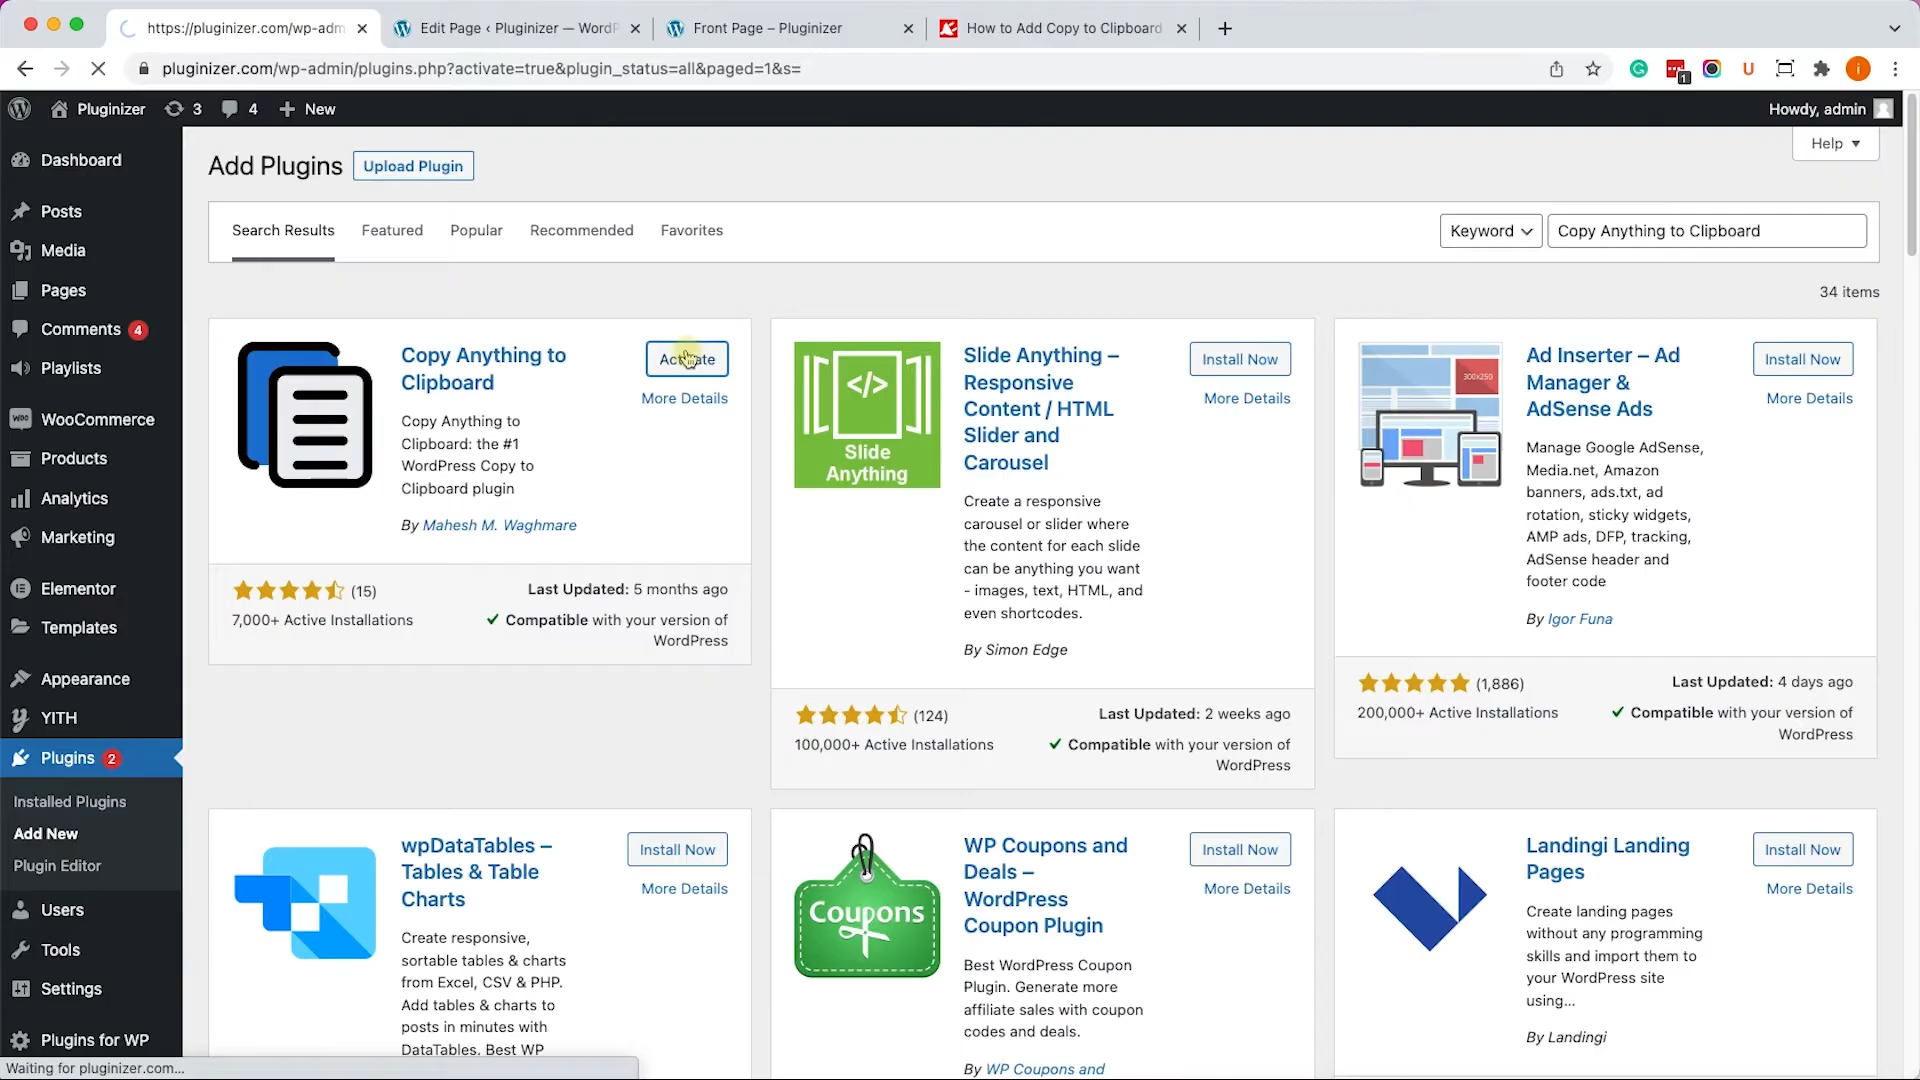 https://pluginizer.com/wp-adm
Edit Page ‹ Pluginizer — WordP
Front Page – Pluginizer
How to Add Copy to Clipboard
pluginizer.com/wp-admin/plugins.php?activate=true&plugin_status=all&paged=1&s=
U
1
i
Pluginizer
3
4
New
Howdy, admin
Dashboard
Posts
Media
Pages
Comments 4
Playlists
WooCommerce
Products
Analytics
Marketing
Elementor
Templates
Appearance
YITH
Plugins 2
Installed Plugins
Add New
Plugin Editor
Users
Tools
Settings
Plugins for WP
Waiting for pluginizer.com...
Help
Add Plugins
Upload Plugin
Search Results
Featured
Popular
Recommended
Favorites
Keyword
Copy Anything to Clipboard
34 items
Copy Anything to
Clipboard
Activate
More Details
Copy Anything to
Clipboard: the #1
WordPress Copy to
Clipboard plugin
By Mahesh M. Waghmare
(15)
Last Updated: 5 months ago
7,000+ Active Installations
Compatible with your version of
WordPress
Slide
Anything
Slide Anything –
Responsive
Content / HTML
Slider and
Carousel
Install Now
More Details
Create a responsive
carousel or slider where
the content for each slide
can be anything you want
- images, text, HTML, and
even shortcodes.
By Simon Edge
(124)
Last Updated: 2 weeks ago
100,000+ Active Installations
Compatible with your version of
WordPress
300x250
Ad Inserter – Ad
Manager &
AdSense Ads
Install Now
More Details
Manage Google AdSense,
Media.net, Amazon
banners, ads.txt, ad
rotation, sticky widgets,
AMP ads, DFP, tracking,
AdSense header and
footer code
By Igor Funa
(1,886)
Last Updated: 4 days ago
200,000+ Active Installations
Compatible with your version of
WordPress
wpDataTables –
Tables & Table
Charts
Install Now
More Details
Create responsive,
sortable tables & charts
from Excel, CSV & PHP.
Add tables & charts to
posts in minutes with
DataTables. Best WP
Coupons
WP Coupons and
Deals –
WordPress
Coupon Plugin
Install Now
More Details
Best WordPress Coupon
Plugin. Generate more
affiliate sales with coupon
codes and deals.
By WP Coupons and
Landingi Landing
Pages
Install Now
More Details
Create landing pages
without any programming
skills and import them to
your WordPress site
using...
By Landingi